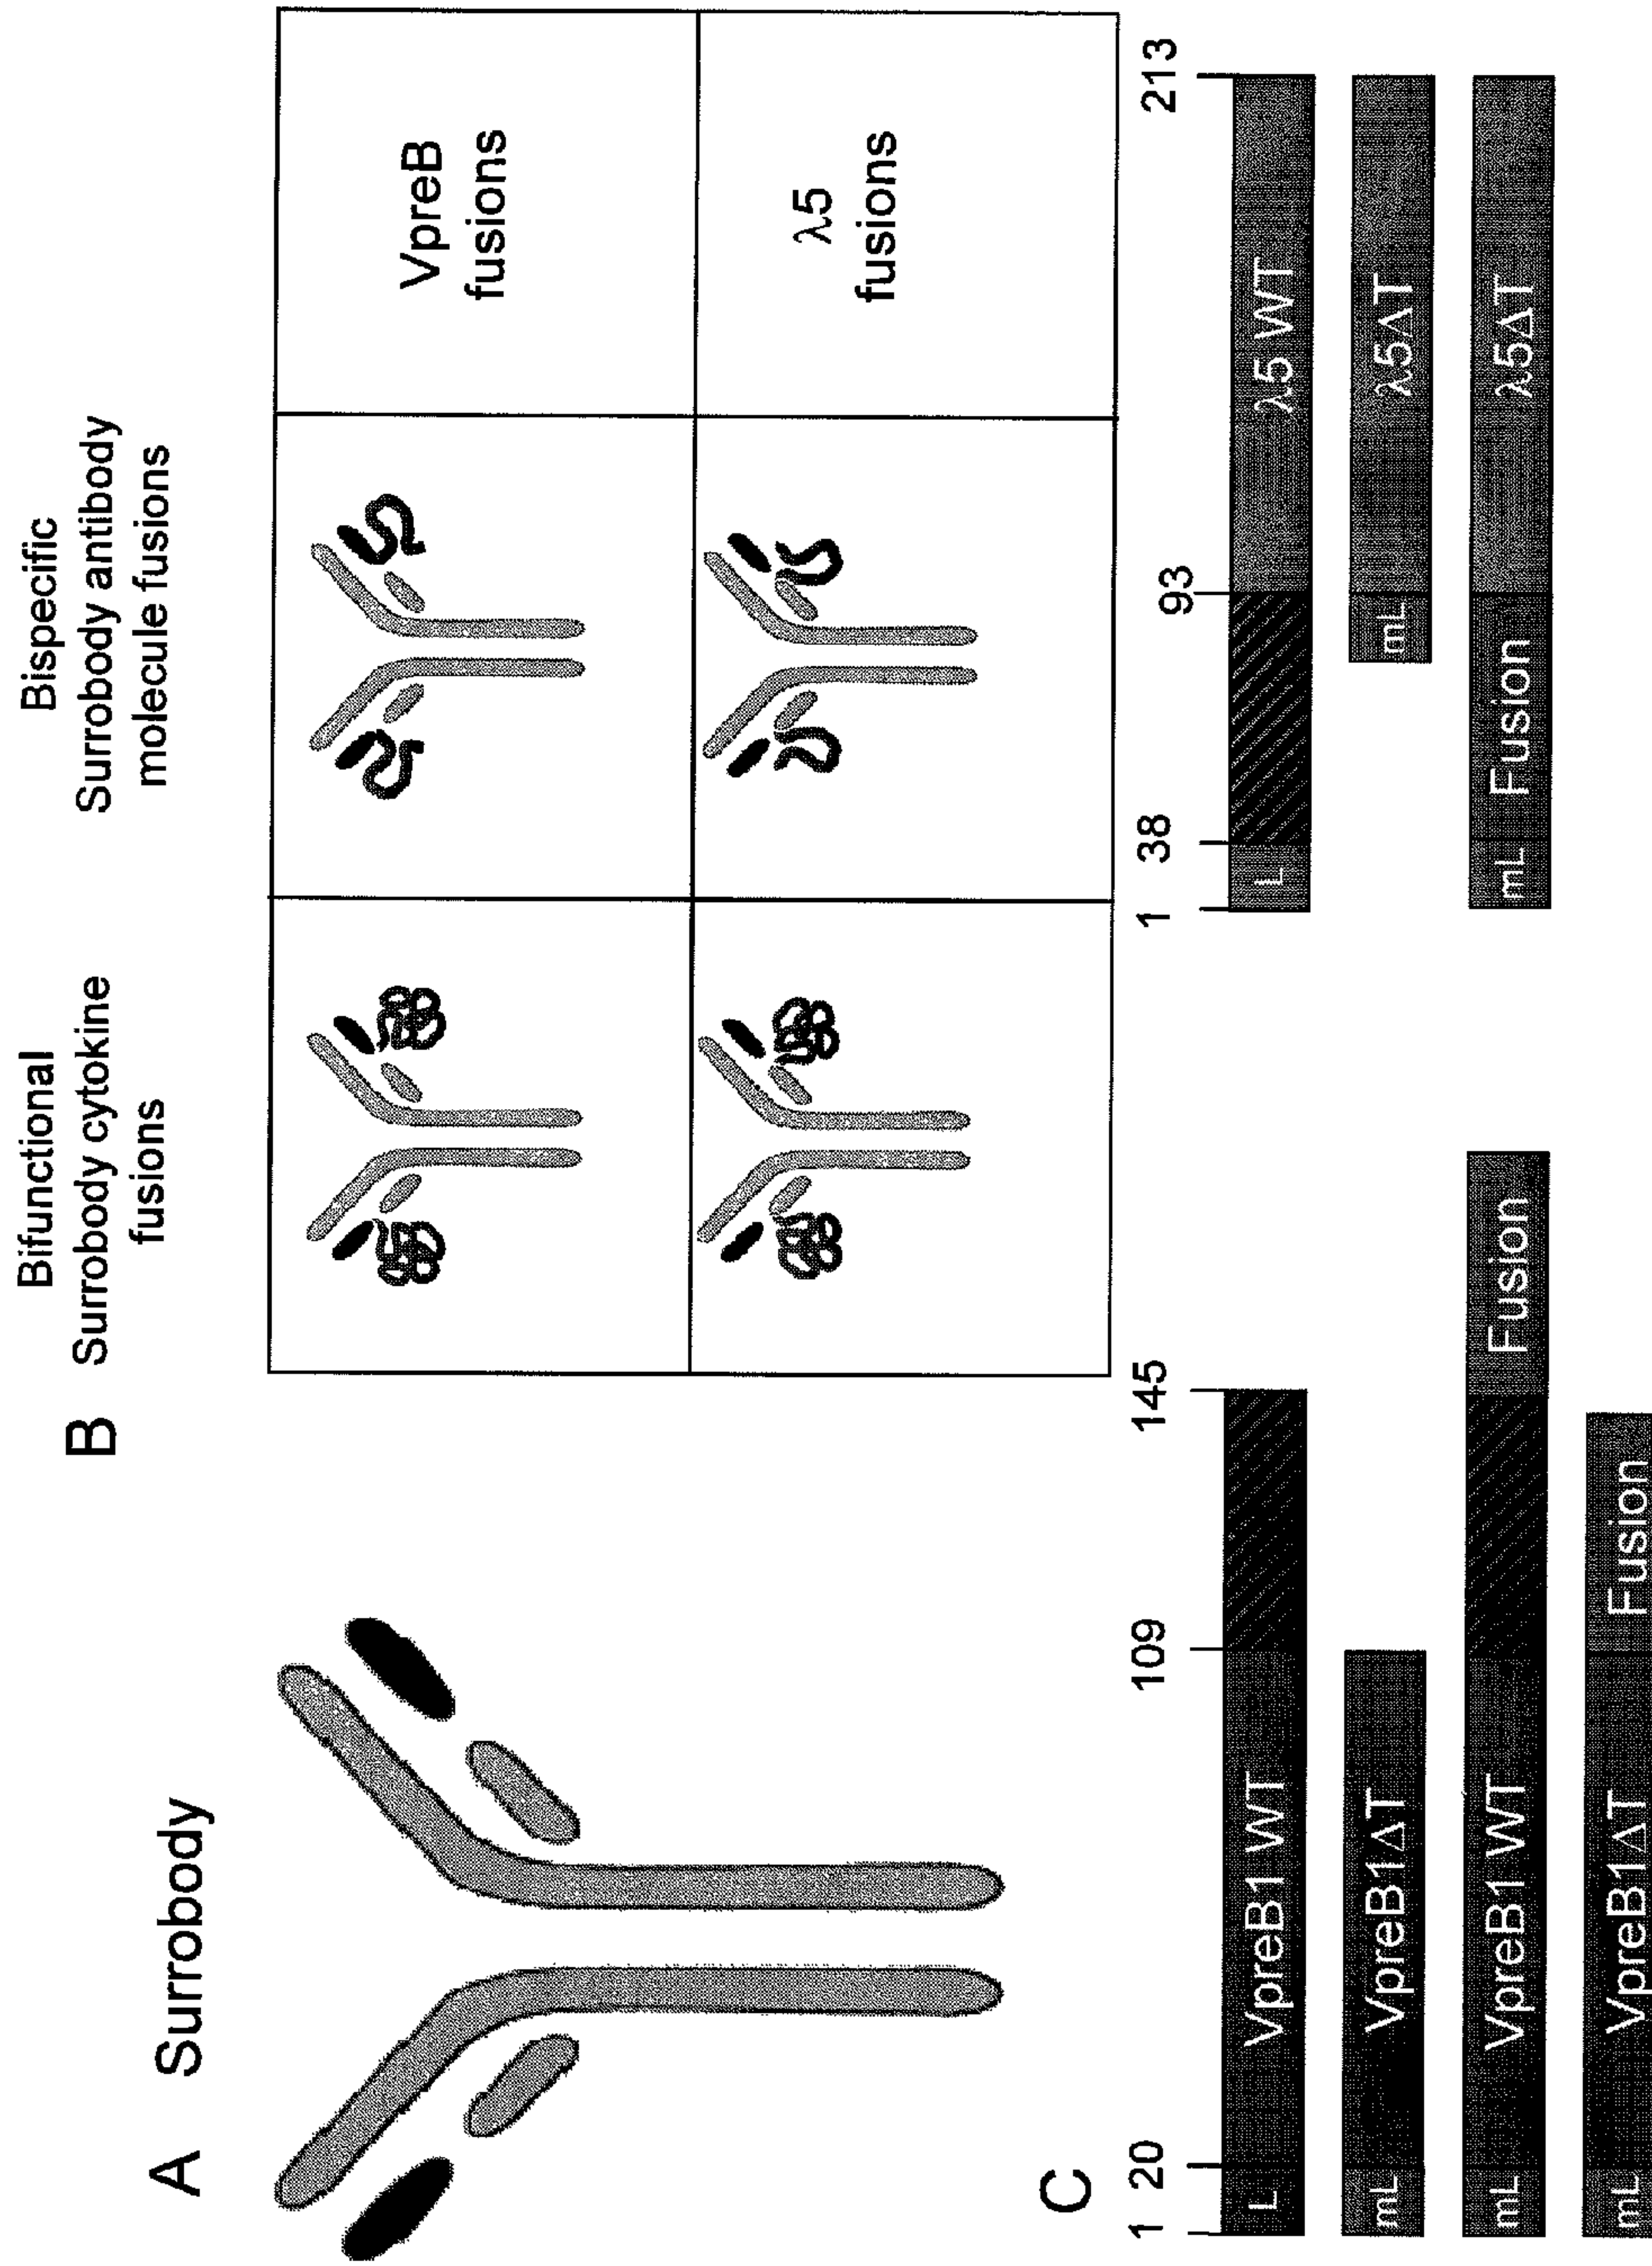 A Surrobody
B
Bifunctional
Surrobody cytokine
fusions
Bispecific
Surrobody antibody
molecule fusions
VpreB
fusions
λ5
fusions
C
1 20 109 145
L VpreB1 WT
mL VpreB1ΔT
mL VpreB1 WT Fusion
mL VpreB1ΔT Fusion
1 38 93 213
L λ5 WT
mL λ5ΔT
mL Fusion λ5ΔT